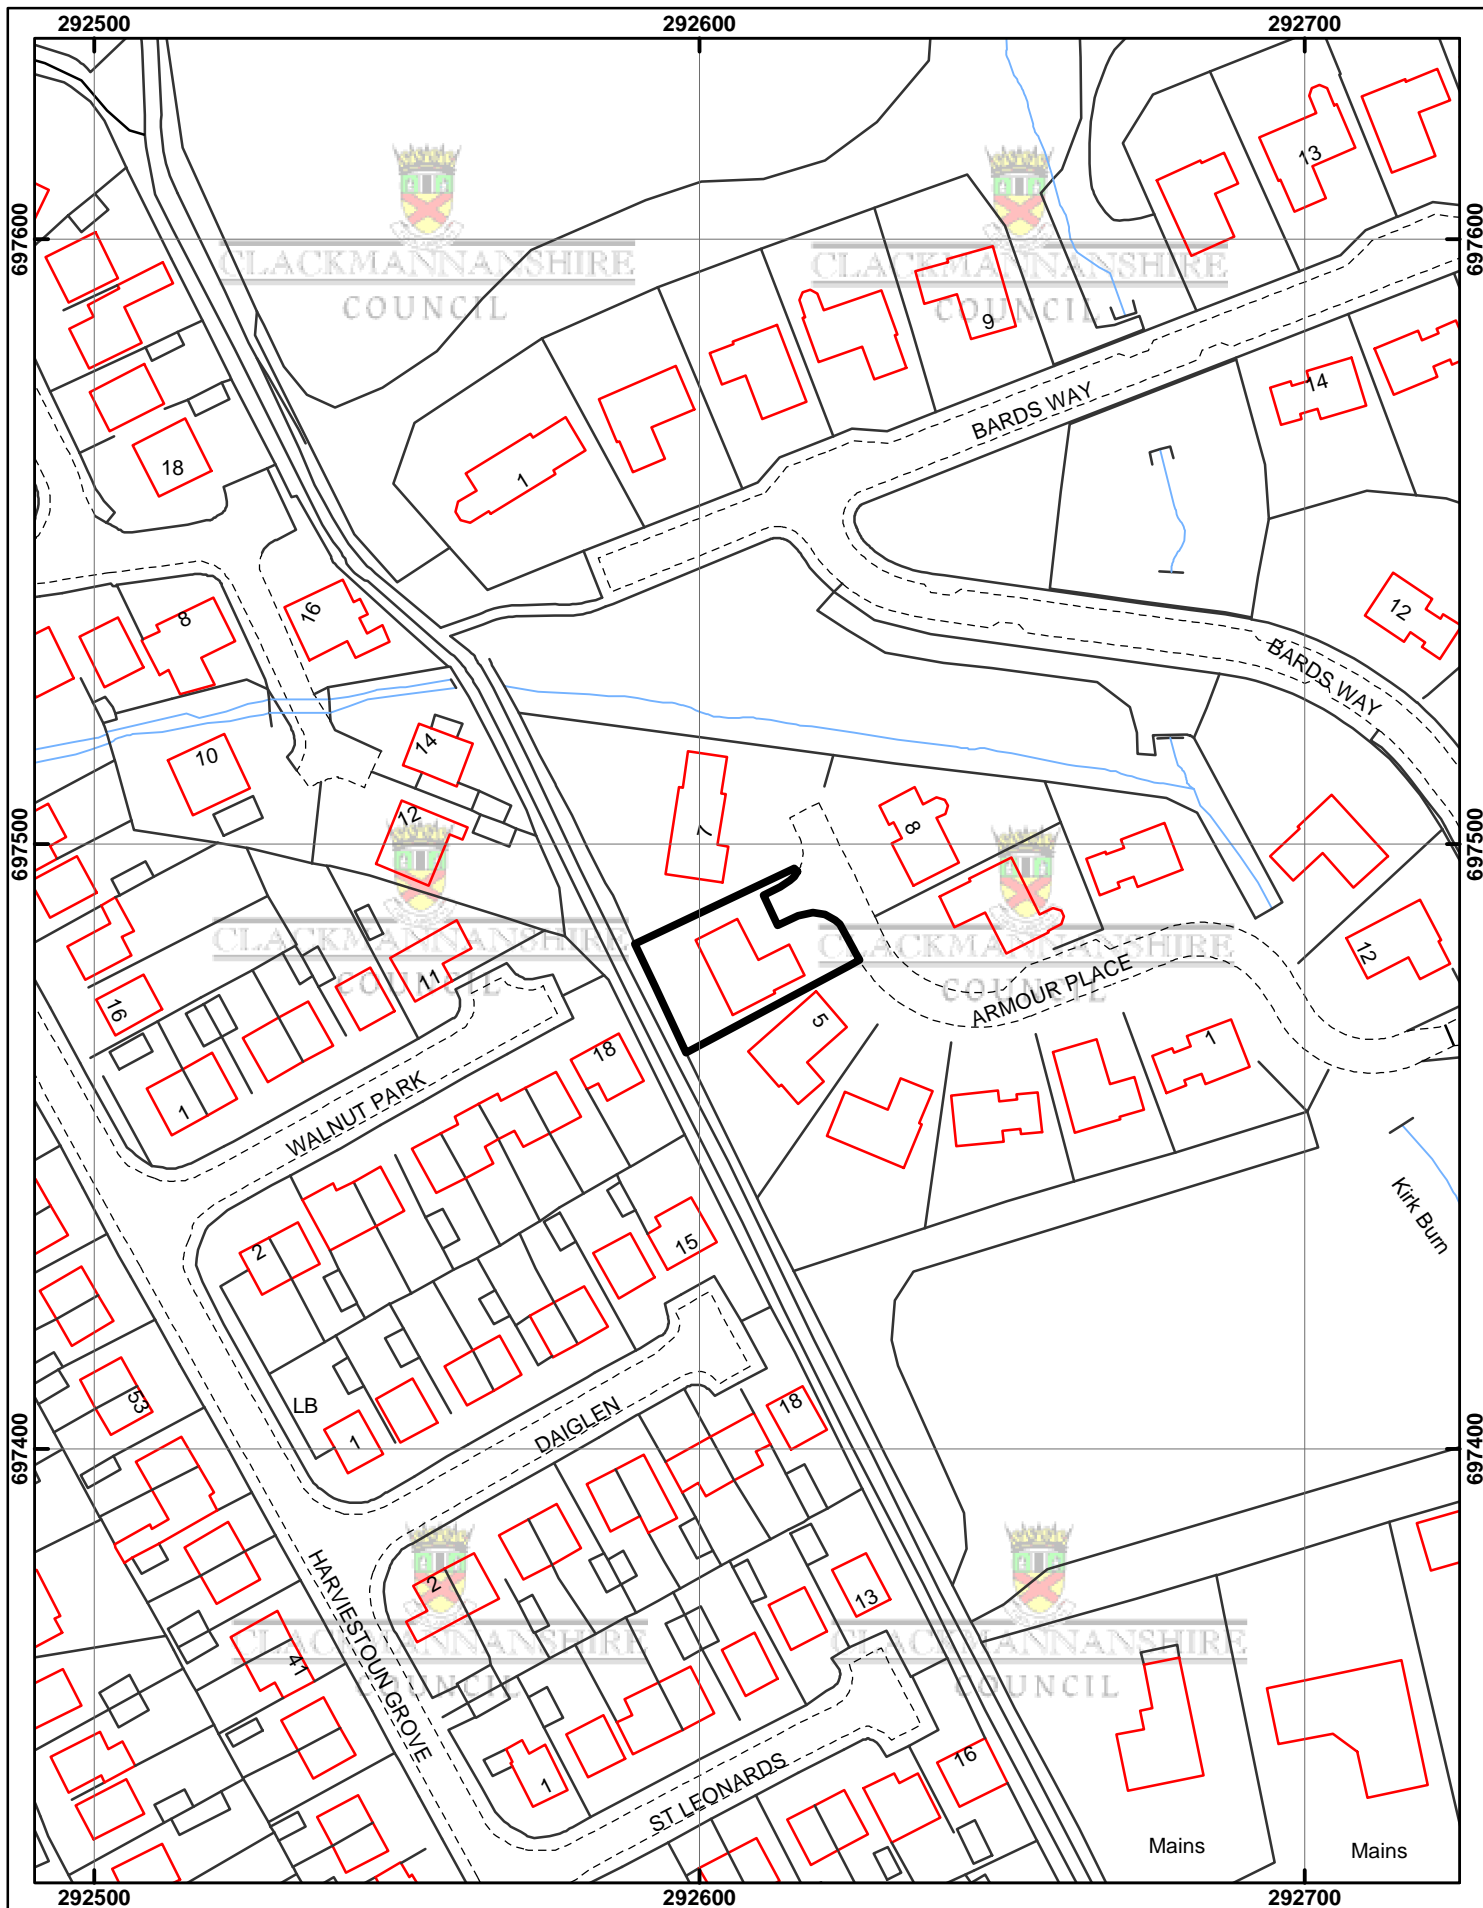 292500
292600
292700
697600
697600
CLACKMANNANSHIRE
COUNCIL
CLACKMANNANSHIRE
COUNCIL
13
9
14
BARDS WAY
1
18
16
8
12
BARDS WAY
14
10
12
7
8
697500
697500
CLACKMANNANSHIRE
COUNCIL
CLACKMANNANSHIRE
COUNCIL
11
16
12
ARMOUR PLACE
5
1
18
1
WALNUT PARK
Kirk Burn
2
15
53
LB
1
DAIGLEN
18
697400
697400
HARVIESTOUN GROVE
2
13
CLACKMANNANSHIRE
COUNCIL
CLACKMANNANSHIRE
COUNCIL
41
1
ST LEONARDS
16
Mains
Mains
292500
292600
292700